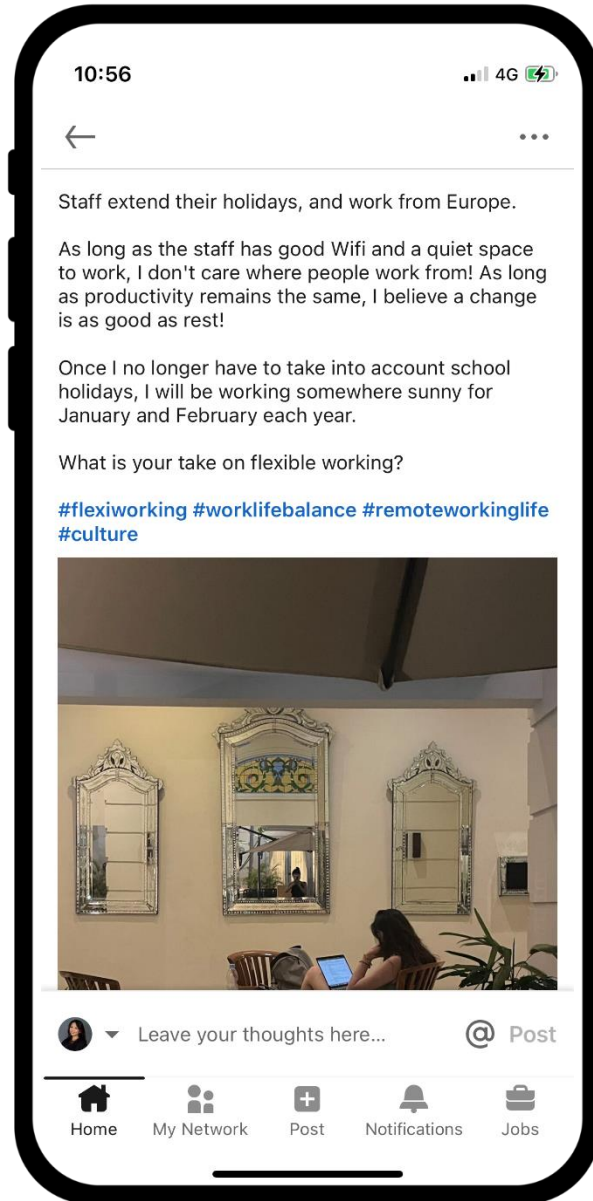 10:56
4G
Staff extend their holidays, and work from Europe.
As long as the staff has good Wifi and a quiet space
to work, I don't care where people work from! As long
as productivity remains the same, I believe a change
is as good as rest!
Once I no longer have to take into account school
holidays, I will be working somewhere sunny for
January and February each year.
What is your take on flexible working?
#flexiworking #worklifebalance #remoteworkinglife
#culture
Leave your thoughts here...
@ Post
Home My Network Post Notifications Jobs